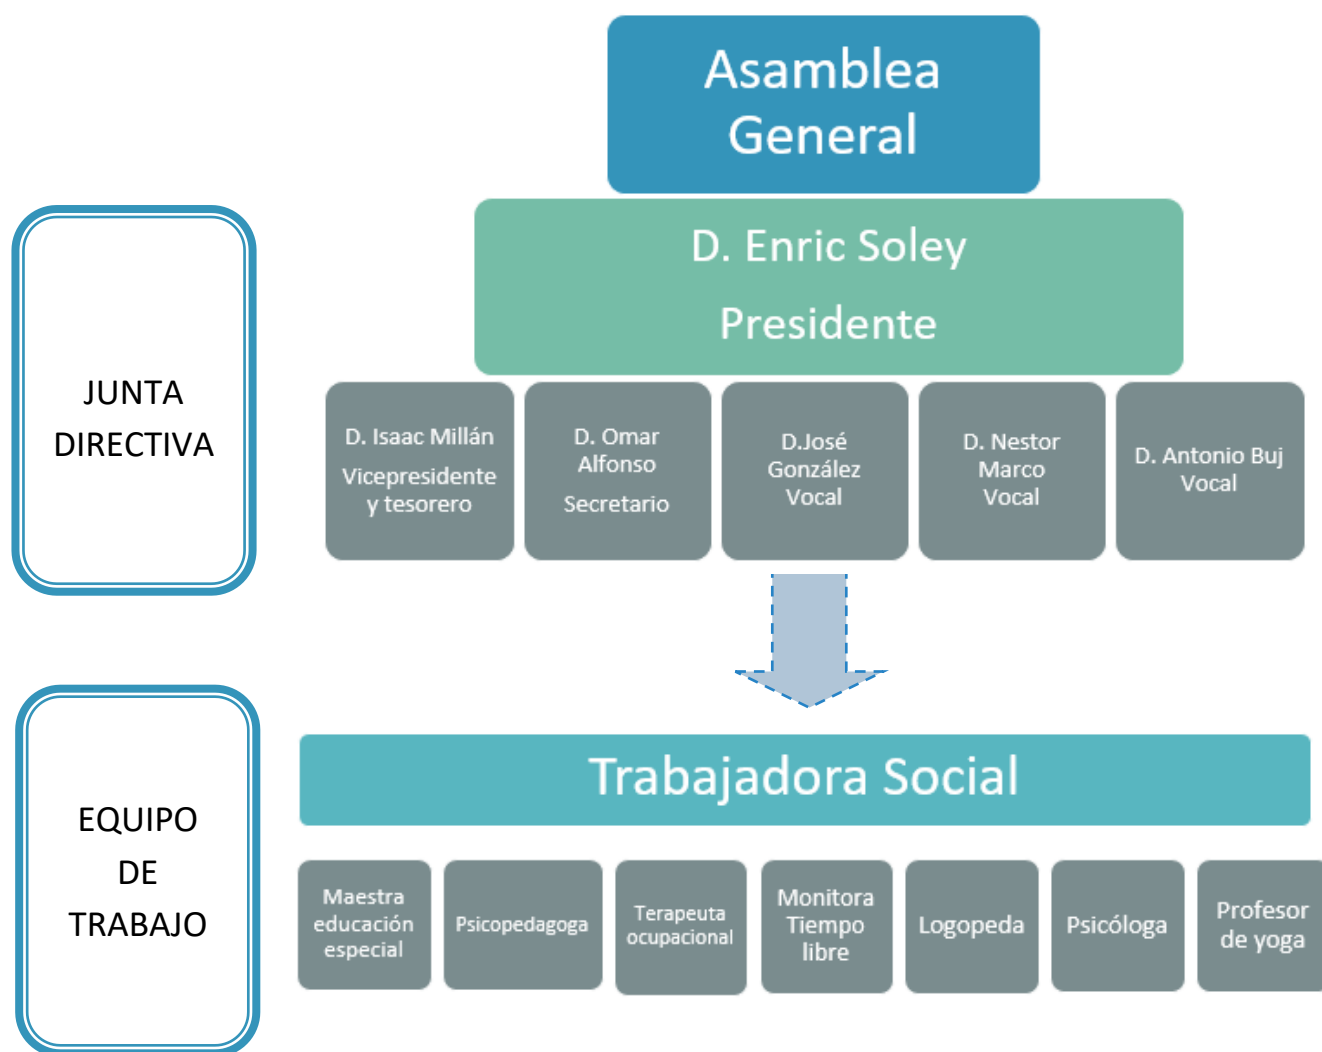 Asamblea
General
D. Enric Soley
Presidente
JUNTA
DIRECTIVA
D. Isaac Millán
Vicepresidente
y tesorero
D. Omar
Alfonso
Secretario
D.José
González
Vocal
D. Nestor
Marco
Vocal
D. Antonio Buj
Vocal
EQUIPO
DE
TRABAJO
Trabajadora Social
Maestra
educación
especial
Psicopedagoga
Terapeuta
ocupacional
Monitora
Tiempo
libre
Logopeda
Psicóloga
Profesor
de yoga